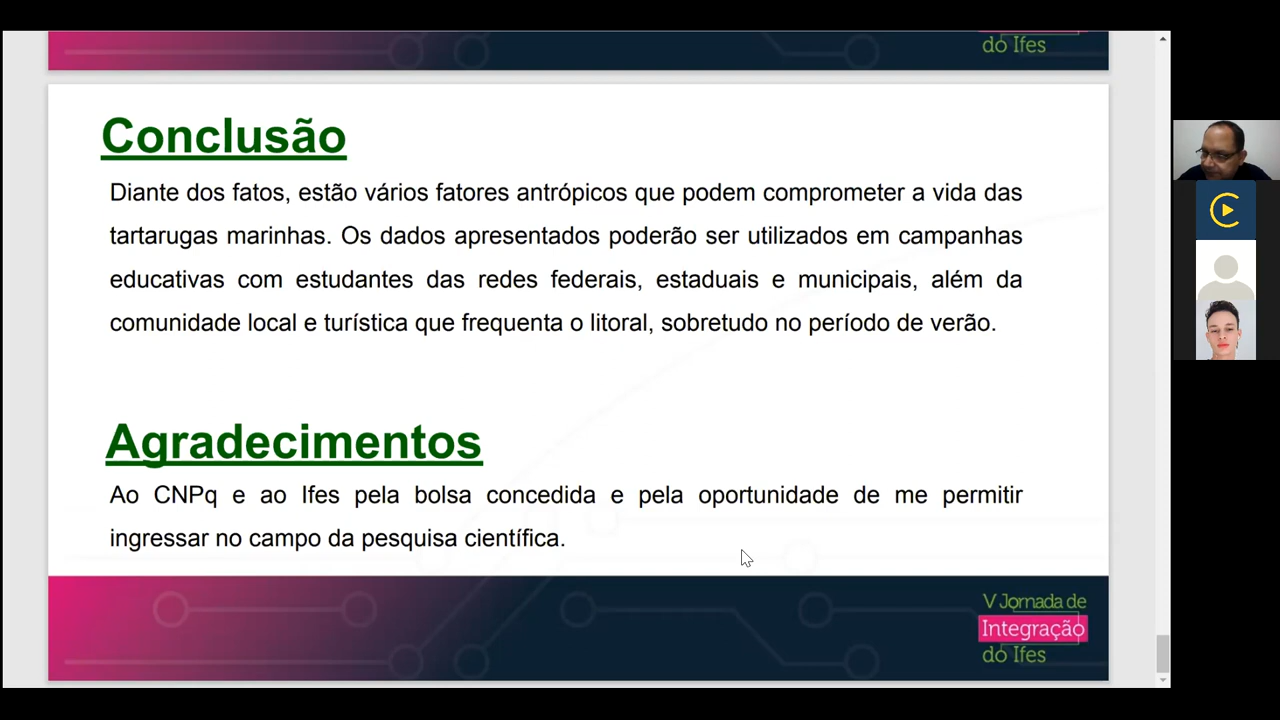 do Ifes
Conclusão
Diante dos fatos, estão vários fatores antrópicos que podem comprometer a vida das
tartarugas marinhas. Os dados apresentados poderão ser utilizados em campanhas
educativas com estudantes das redes federais, estaduais e municipais, além da
comunidade local e turística que frequenta o litoral, sobretudo no período de verão.
Agradecimentos
Ao CNPq e ao Ifes pela bolsa concedida e pela oportunidade de me permitir
ingressar no campo da pesquisa científica.
V Jornada de
Integração
do Ifes